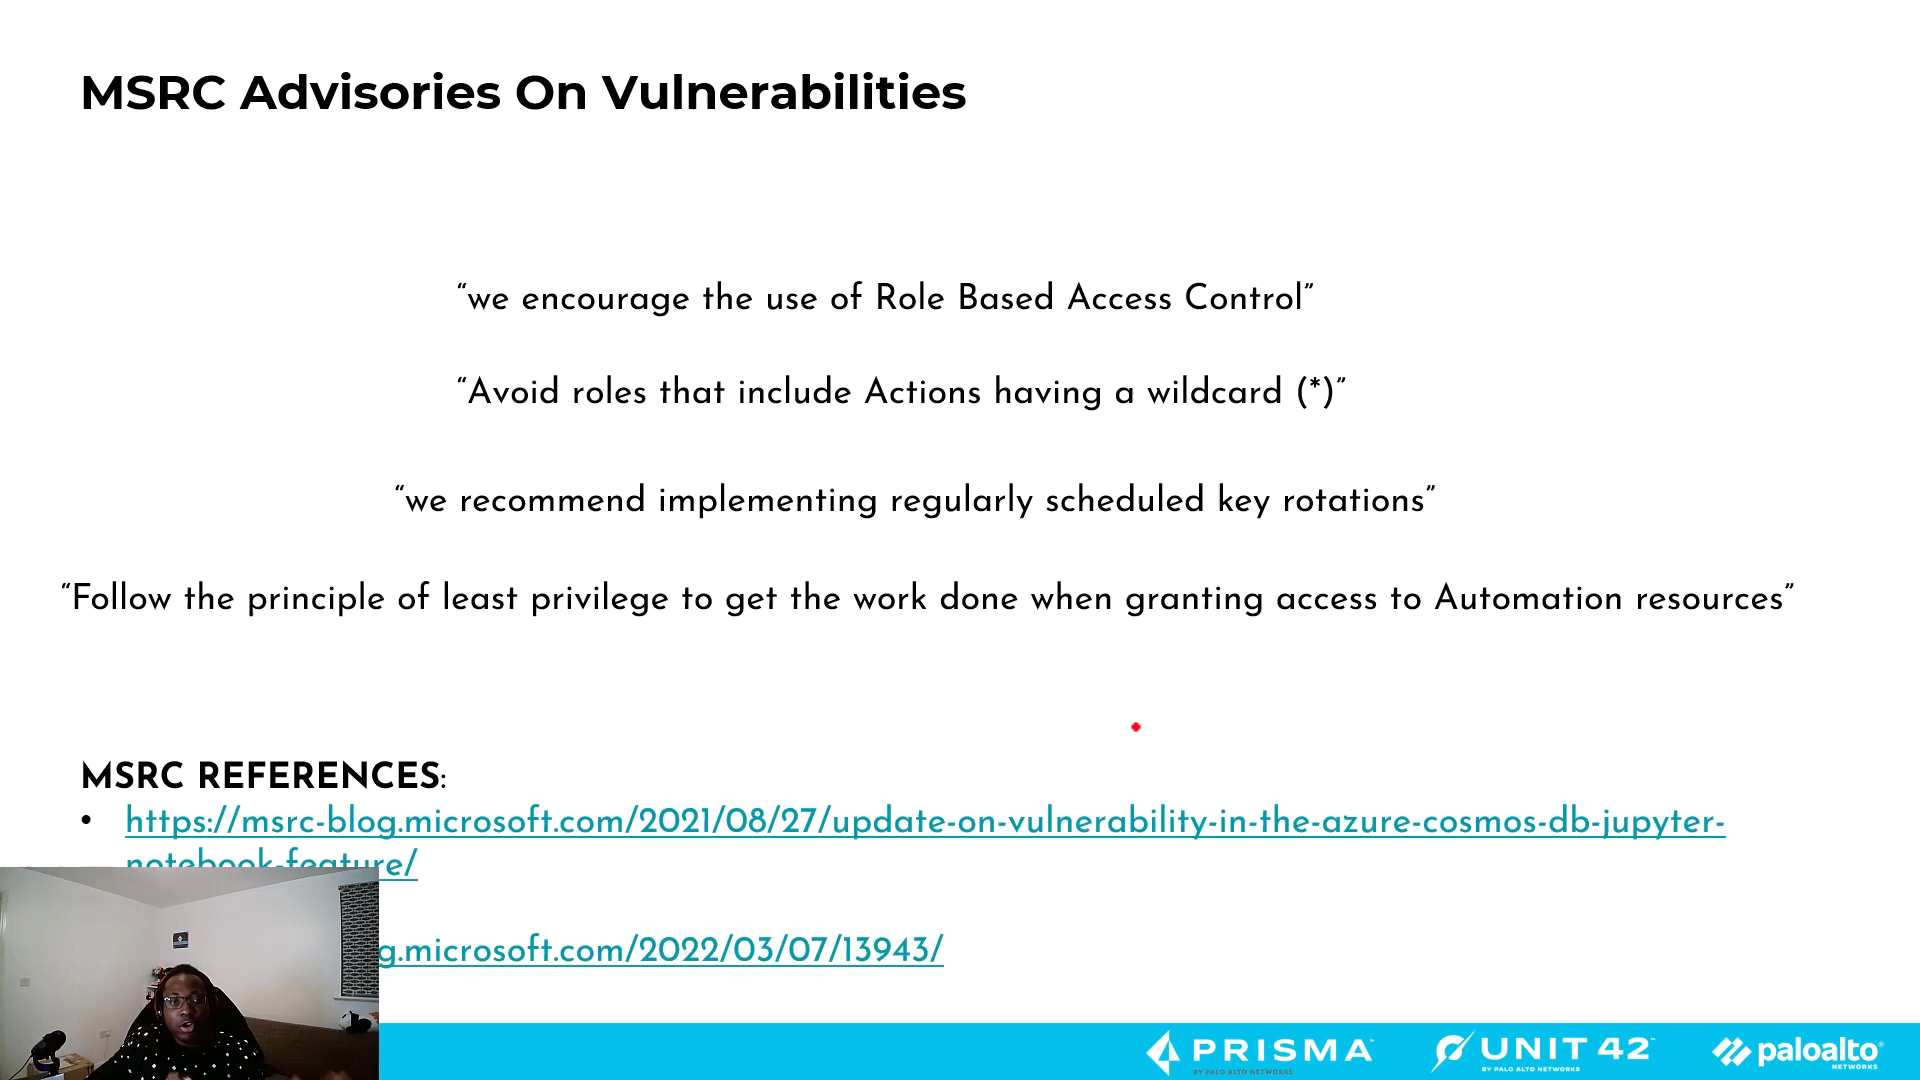 MSRC Advisories On Vulnerabilities
“we encourage the use of Role Based Access Control”
“Avoid roles that include Actions having a wildcard (*)”
“we recommend implementing regularly scheduled key rotations”
“Follow the principle of least privilege to get the work done when granting access to Automation resources”
MSRC REFERENCES:
• https://msrc-blog.microsoft.com/2021/08/27/update-on-vulnerability-in-the-azure-cosmos-db-jupyter-
notebook-feature/
g.microsoft.com/2022/03/07/13943/
PRISMA™ UNIT 42™ paloalto®
BY PALO ALTO NETWORKS BY PALO ALTO NETWORKS NETWORKS